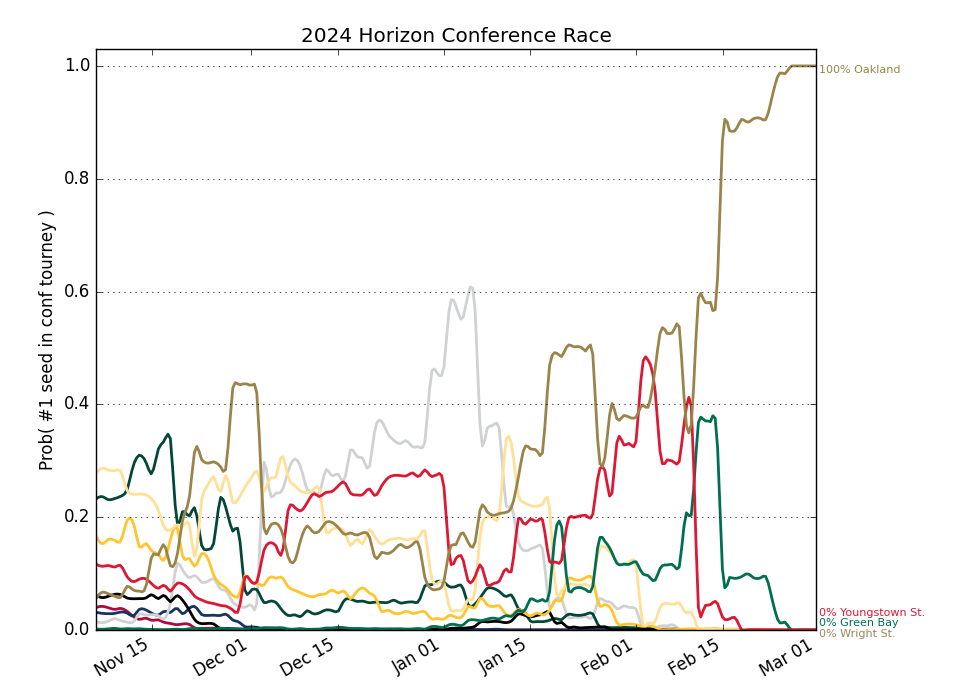 2024 Horizon Conference Race
Prob( #1 seed in conf tourney )
1.0
0.8
0.6
0.4
0.2
0.0
Nov 15
Dec 01
Dec 15
Jan 01
Jan 15
Feb 01
Feb 15
Mar 01
100% Oakland
0% Youngstown St.
0% Green Bay
0% Wright St.